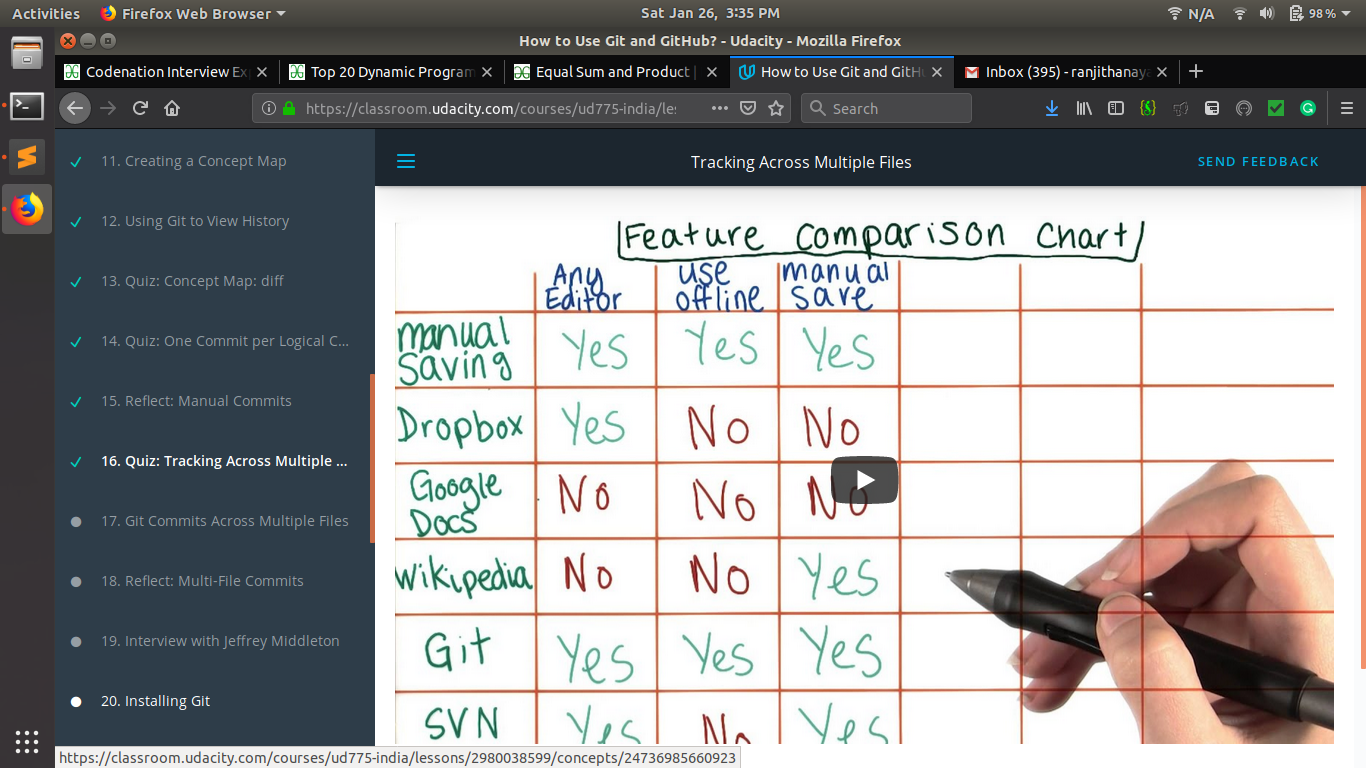 Activities
Firefox Web Browser
Sat Jan 26, 3:35 PM
N/A
98%
How to Use Git and GitHub? - Udacity - Mozilla Firefox
Codenation Interview Ex
Top 20 Dynamic Program
Equal Sum and Product |
How to Use Git and GitH
Inbox (395) - ranjithanaya
https://classroom.udacity.com/courses/ud775-india/les
Search
11. Creating a Concept Map
12. Using Git to View History
13. Quiz: Concept Map: diff
14. Quiz: One Commit per Logical C...
15. Reflect: Manual Commits
16. Quiz: Tracking Across Multiple ...
17. Git Commits Across Multiple Files
18. Reflect: Multi-File Commits
19. Interview with Jeffrey Middleton
20. Installing Git
Tracking Across Multiple Files
SEND FEEDBACK
Feature Comparison Chart
Any Editor
use offline
manual save
manual saving Yes Yes Yes
Dropbox Yes No No
Google Docs No No No
Wikipedia No No Yes
Git Yes Yes Yes
SVN Yes No Yes
https://classroom.udacity.com/courses/ud775-india/lessons/2980038599/concepts/24736985660923